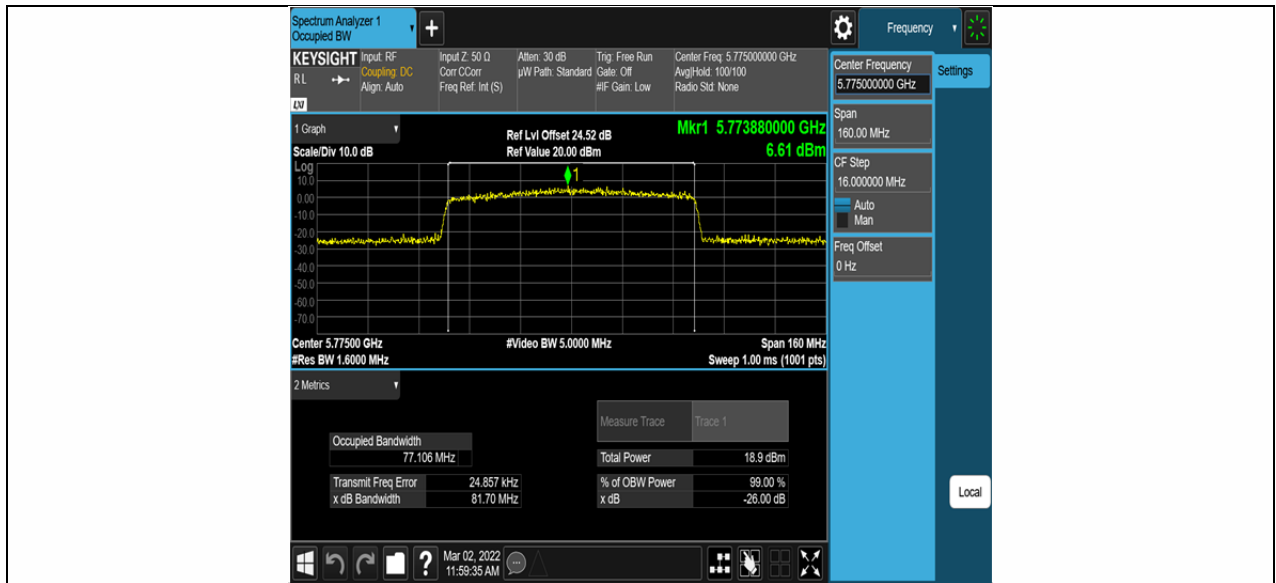 Spectrum Analyzer 1
Occupied BW
+
Frequency
KEYSIGHT
RL
LXI
Input: RF
Coupling: DC
Align: Auto
Input Z: 50 Ω
Corr CCorr
Freq Ref: Int (S)
Atten: 30 dB
µW Path: Standard
Trig: Free Run
Gate: Off
#IF Gain: Low
Center Freq: 5.775000000 GHz
Avg|Hold: 100/100
Radio Std: None
1 Graph
Scale/Div 10.0 dB
Ref Lvl Offset 24.52 dB
Ref Value 20.00 dBm
Mkr1 5.773880000 GHz
6.61 dBm
Log
10.0
0.00
-10.0
-20.0
-30.0
-40.0
-50.0
-60.0
-70.0
1
Center 5.77500 GHz
#Res BW 1.6000 MHz
#Video BW 5.0000 MHz
Span 160 MHz
Sweep 1.00 ms (1001 pts)
2 Metrics
Measure Trace Trace 1
Occupied Bandwidth
77.106 MHz
Total Power 18.9 dBm
Transmit Freq Error 24.857 kHz
% of OBW Power 99.00 %
x dB Bandwidth 81.70 MHz
x dB -26.00 dB
Center Frequency
5.775000000 GHz
Span
160.00 MHz
CF Step
16.000000 MHz
Auto
Man
Freq Offset
0 Hz
Settings
Local
?
Mar 02, 2022
11:59:35 AM